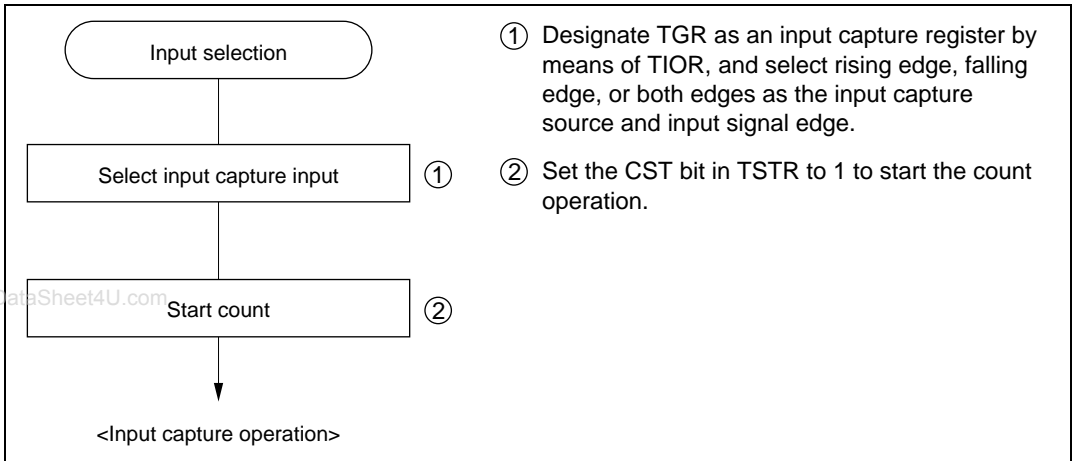 Input selection
Select input capture input
①
DataSheet4U.com
Start count
②
<Input capture operation>
① Designate TGR as an input capture register by
means of TIOR, and select rising edge, falling
edge, or both edges as the input capture
source and input signal edge.
② Set the CST bit in TSTR to 1 to start the count
operation.